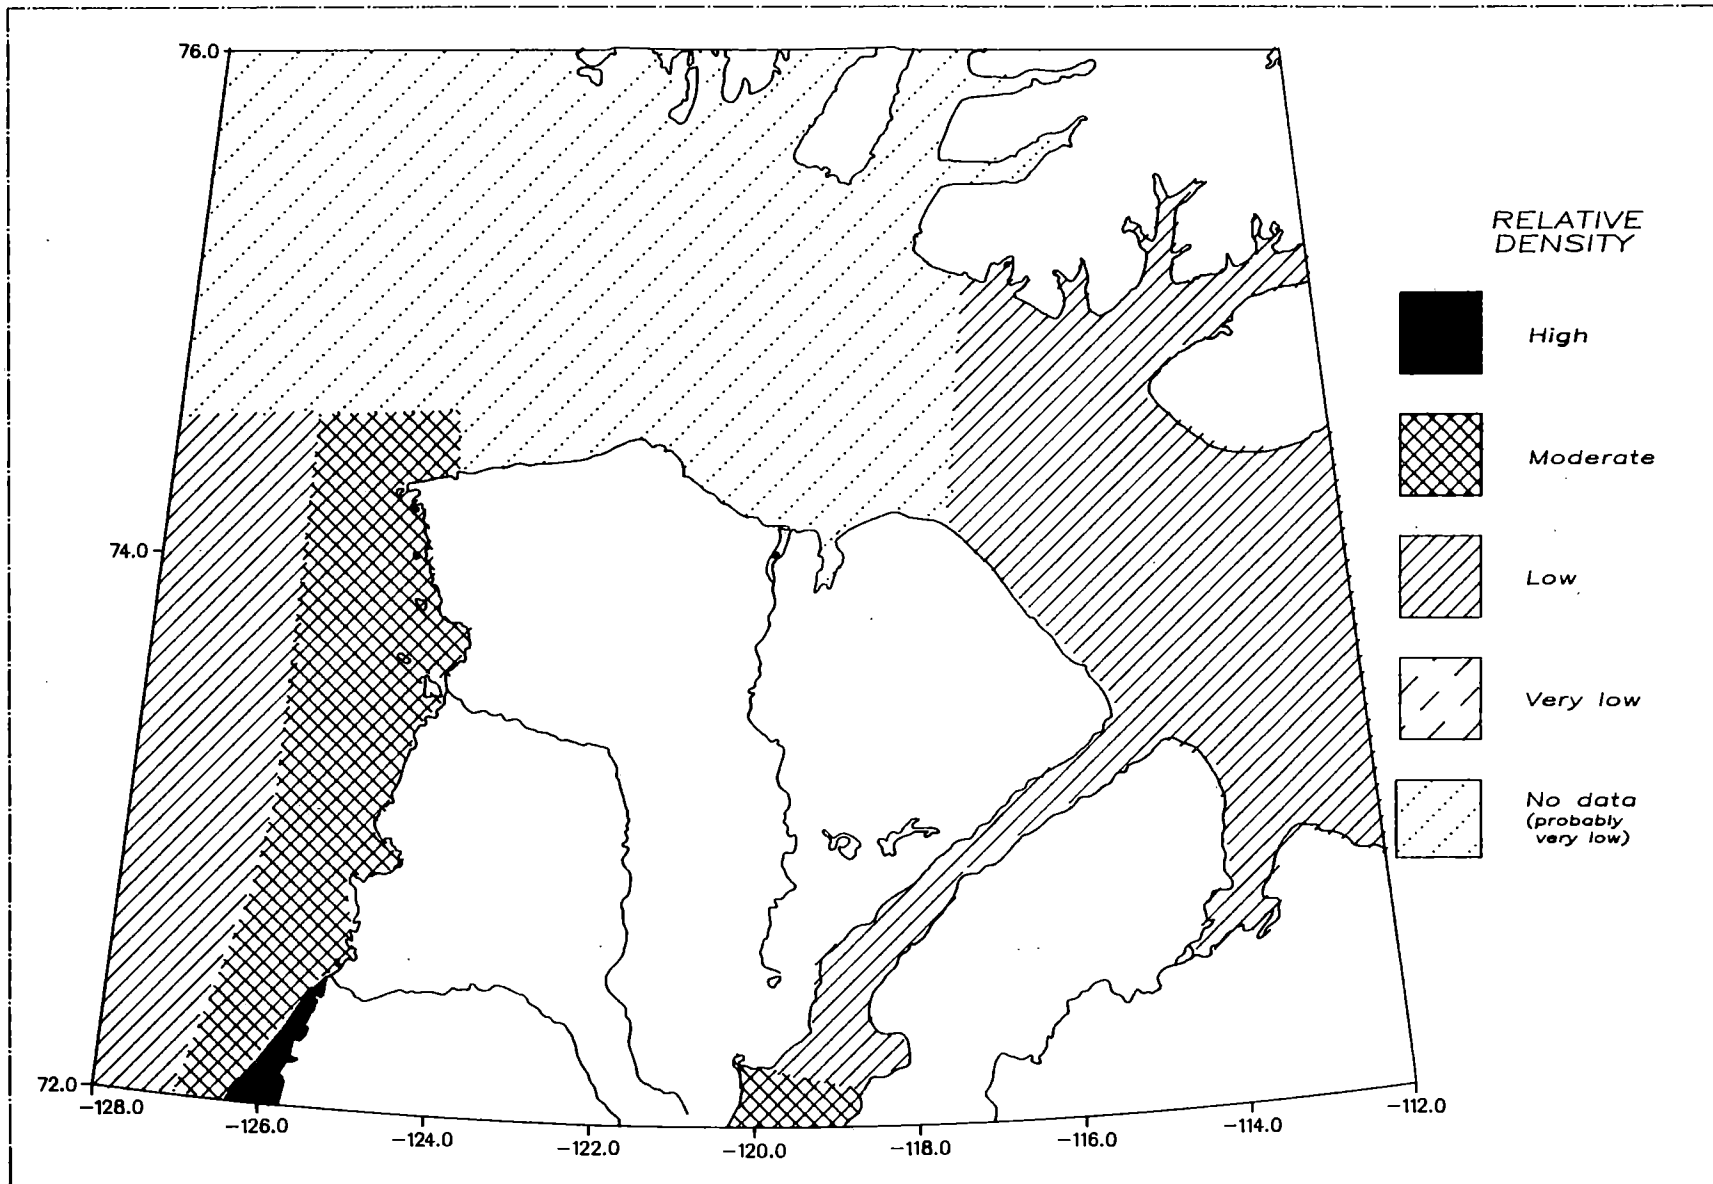 76.0
RELATIVE
DENSITY
High
Moderate
74.0
Low
Very low
No data
(probably
very low)
72.0
-128.0
-126.0
-124.0
-122.0
-120.0
-118.0
-116.0
-114.0
-112.0